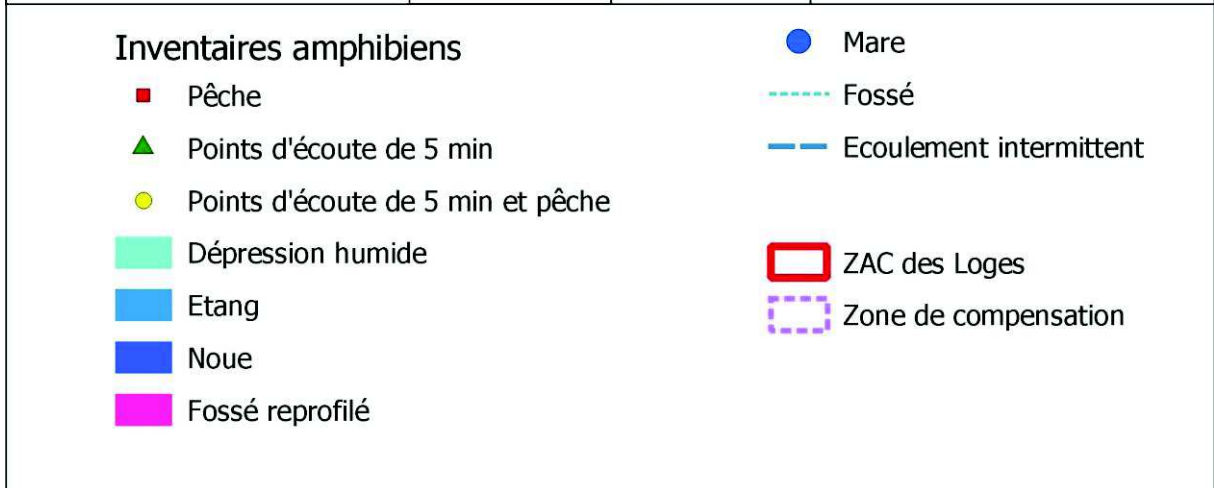 Inventaires amphibiens
Pêche
Points d'écoute de 5 min
Points d'écoute de 5 min et pêche
Dépression humide
Etang
Noue
Fossé reprofilé
Mare
Fossé
Ecoulement intermittent
ZAC des Loges
Zone de compensation